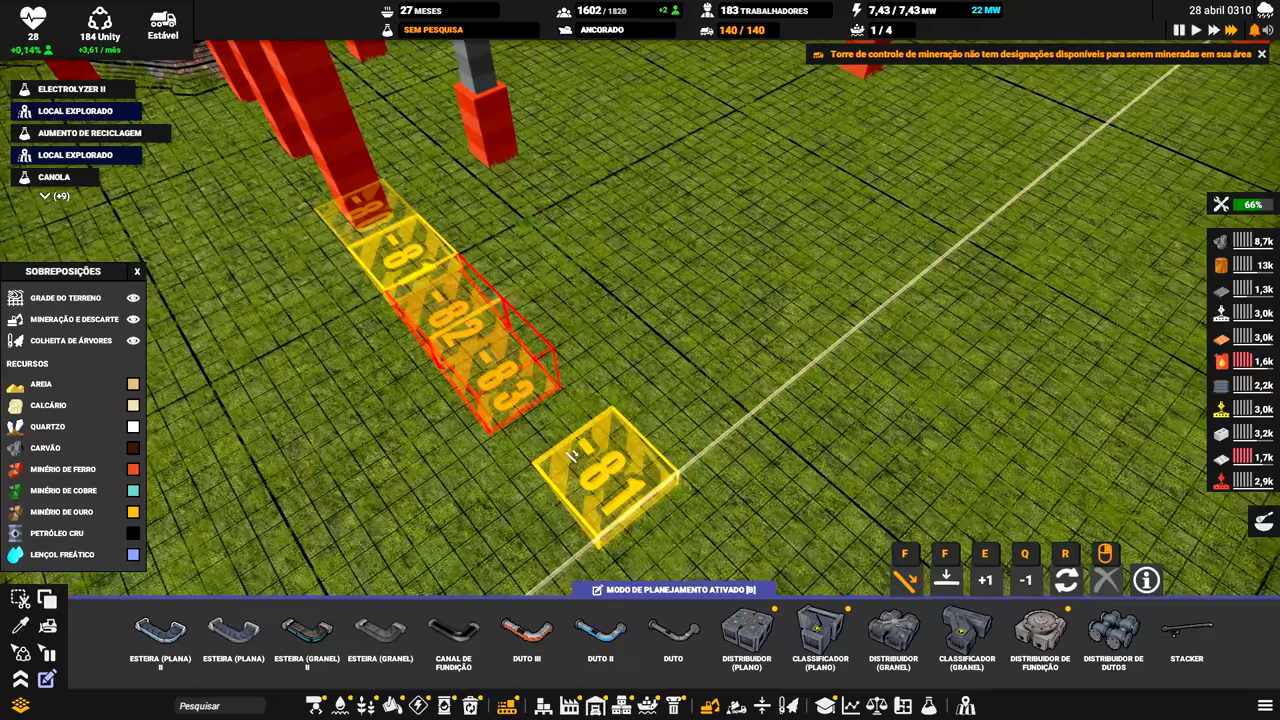 28
+0,14%
184 Unity
+3,61 / mês
Estável
27 MESES
SEM PESQUISA
1602 / 1820
+2
ANCORADO
183 TRABALHADORES
140 / 140
7,43 / 7,43 MW
22 MW
1 / 4
28 abril 0310
Torre de controle de mineração não tem designações disponíveis para serem mineradas em sua área
ELECTROLYZER II
LOCAL EXPLORADO
AUMENTO DE RECICLAGEM
LOCAL EXPLORADO
CANOLA
(+9)
SOBREPOSIÇÕES
X
GRADE DO TERRENO
MINERAÇÃO E DESCARTE
COLHEITA DE ÁRVORES
RECURSOS
AREIA
CALCÁRIO
QUARTZO
CARVÃO
MINÉRIO DE FERRO
MINÉRIO DE COBRE
MINÉRIO DE OURO
PETRÓLEO CRU
LENÇOL FREÁTICO
-80
-81
-82
-83
-81
66%
8,7k
13k
1,3k
3,0k
3,0k
1,6k
2,2k
3,0k
3,2k
1,7k
2,9k
F
F
E
Q
R
+1
-1
MODO DE PLANEJAMENTO ATIVADO [B]
ESTEIRA (PLANA) II
ESTEIRA (PLANA)
ESTEIRA (GRANEL) II
ESTEIRA (GRANEL)
CANAL DE FUNDIÇÃO
DUTO III
DUTO II
DUTO
DISTRIBUIDOR (PLANO)
CLASSIFICADOR (PLANO)
DISTRIBUIDOR (GRANEL)
CLASSIFICADOR (GRANEL)
DISTRIBUIDOR DE FUNDIÇÃO
DISTRIBUIDOR DE DUTOS
STACKER
Pesquisar